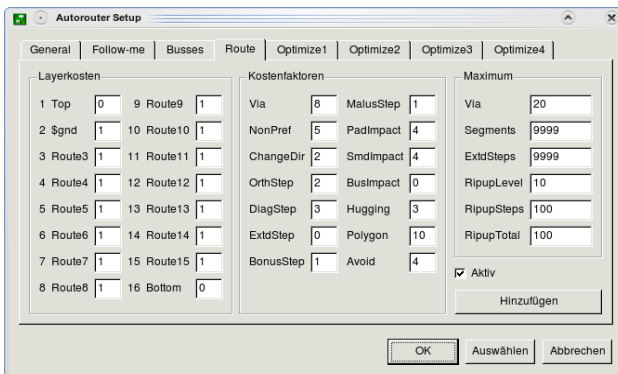 Autorouter Setup
General Follow-me Busses Route Optimize1 Optimize2 Optimize3 Optimize4
Layerkosten
1 Top 0 9 Route9 1
2 $gnd 1 10 Route10 1
3 Route3 1 11 Route11 1
4 Route4 1 12 Route12 1
5 Route5 1 13 Route13 1
6 Route6 1 14 Route14 1
7 Route7 1 15 Route15 1
8 Route8 1 16 Bottom 0
Kostenfaktoren
Via 8 MalusStep 1
NonPref 5 PadImpact 4
ChangeDir 2 SmdImpact 4
OrthStep 2 BusImpact 0
DiagStep 3 Hugging 3
ExtdStep 0 Polygon 10
BonusStep 1 Avoid 4
Maximum
Via 20
Segments 9999
ExtdSteps 9999
RipupLevel 10
RipupSteps 100
RipupTotal 100
Aktiv
Hinzufügen
OK Auswählen Abbrechen